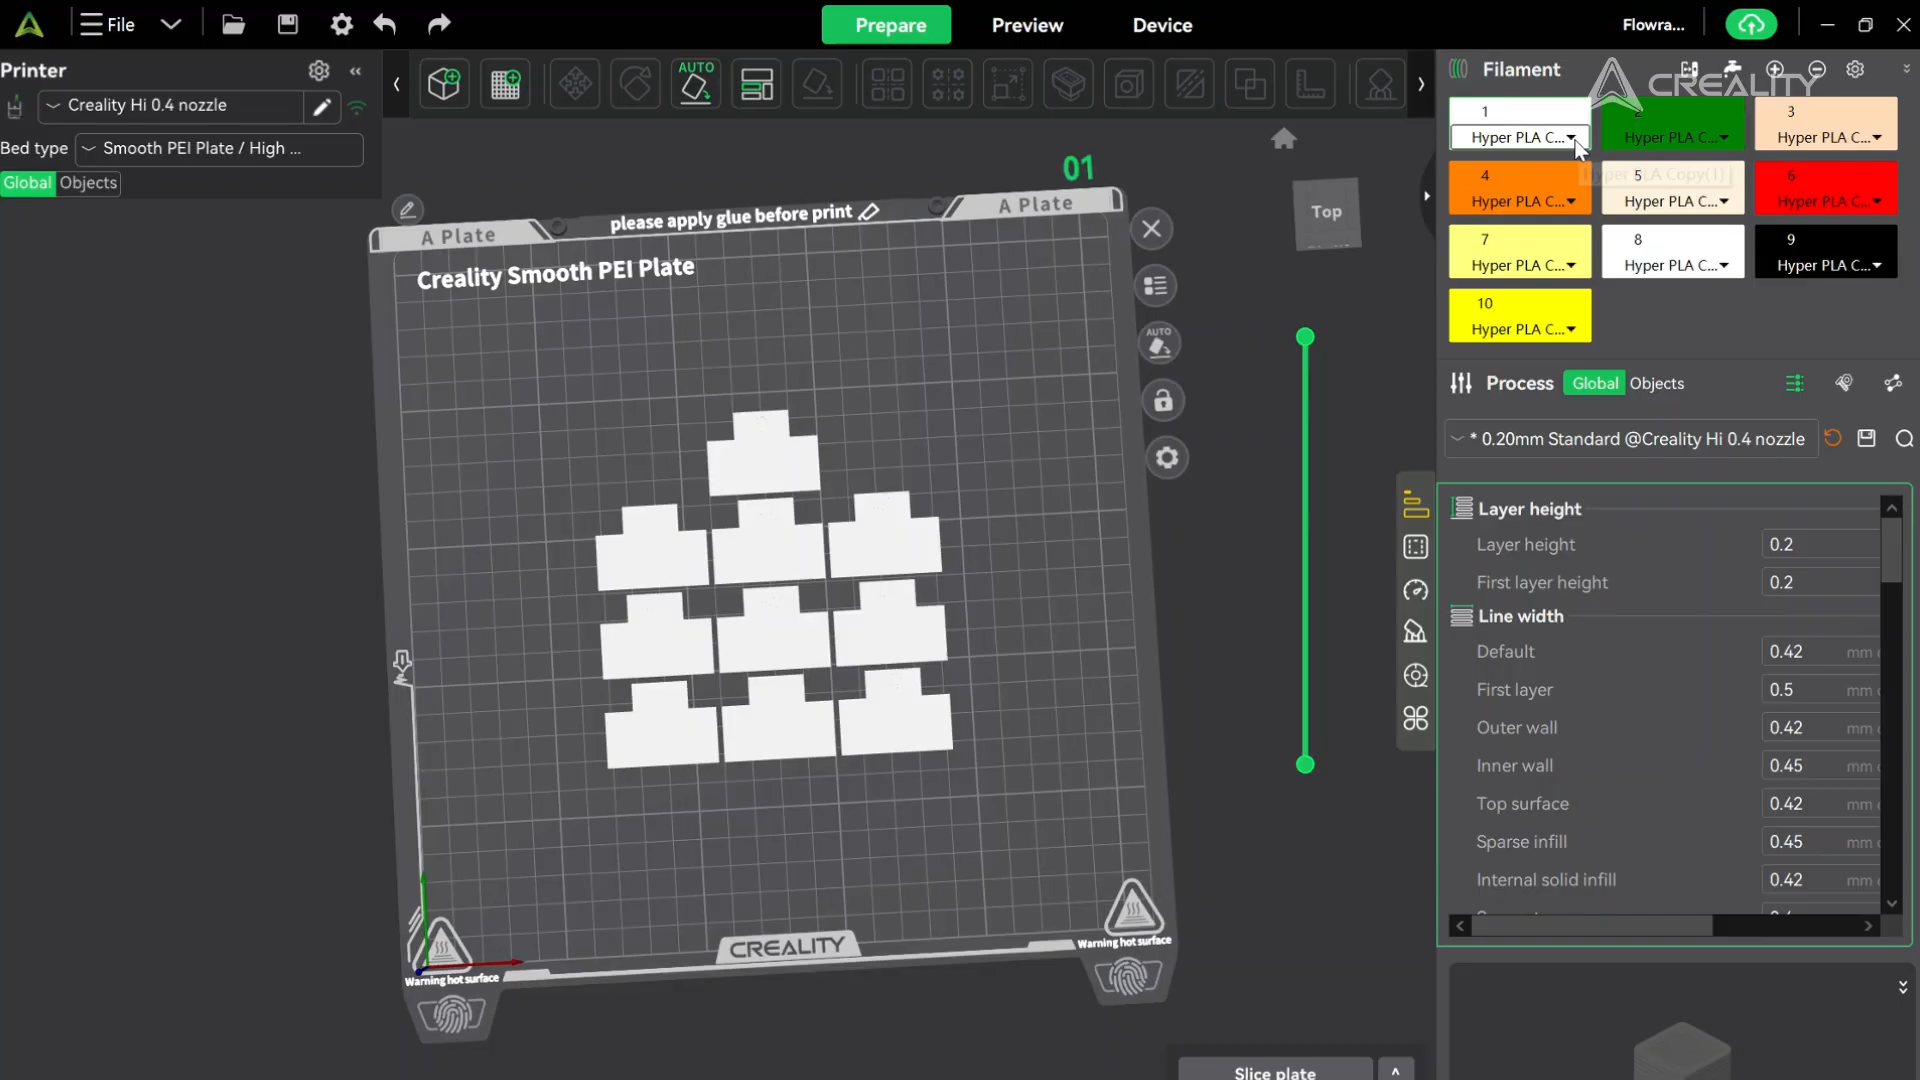 File
Prepare
Preview
Device
Flowra...
Printer
Creality Hi 0.4 nozzle
Bed type
Smooth PEI Plate / High ...
Global
Objects
AUTO
Filament
CREALITY
1
Hyper PLA C...
2
Hyper PLA C...
3
Hyper PLA C...
Hyper PLA Copy(1)
4
Hyper PLA C...
5
Hyper PLA C...
6
Hyper PLA C...
7
Hyper PLA C...
8
Hyper PLA C...
9
Hyper PLA C...
10
Hyper PLA C...
01
A Plate
please apply glue before print
A Plate
Creality Smooth PEI Plate
Top
AUTO
CREALITY
Warning hot surface
Warning hot surface
Process
Global
Objects
* 0.20mm Standard @Creality Hi 0.4 nozzle
Layer height
Layer height
0.2
First layer height
0.2
Line width
Default
0.42
mm
First layer
0.5
mm
Outer wall
0.42
mm
Inner wall
0.45
mm
Top surface
0.42
mm
Sparse infill
0.45
mm
Internal solid infill
0.42
mm
Slice plate